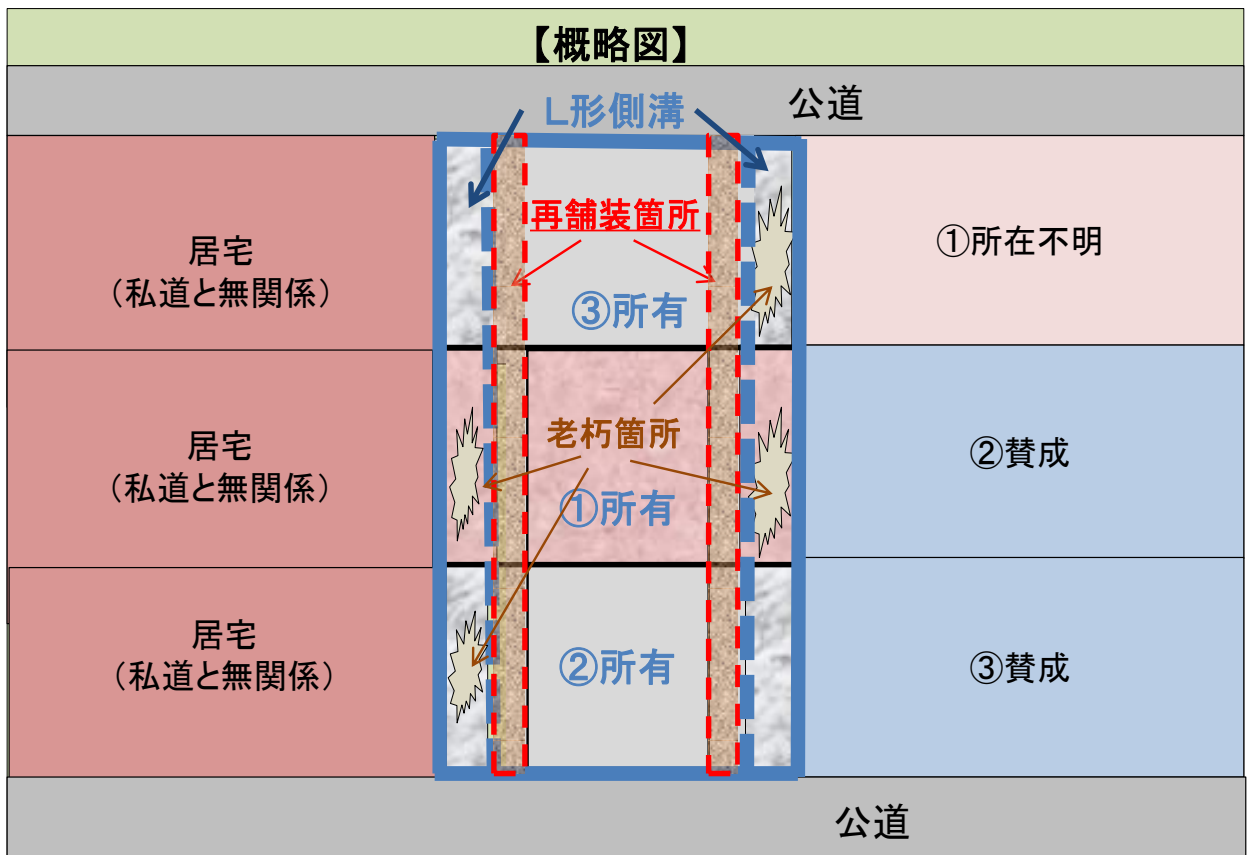 【概略図】
公道
L形側溝
再舗装箇所
居宅
（私道と無関係）
①所在不明
③所有
居宅
（私道と無関係）
老朽箇所
②賛成
①所有
居宅
（私道と無関係）
②所有
③賛成
公道